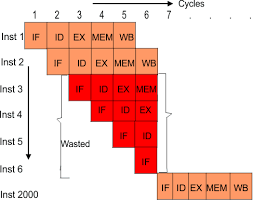 Cycles
1 2 3 4 5 6 7
Inst 1 IF ID EX MEM WB
Inst 2 IF ID EX MEM WB
Inst 3 IF ID EX MEM
Inst 4 IF ID EX
Inst 5 IF ID
Wasted
Inst 6 IF
Inst 2000 IF ID EX MEM WB